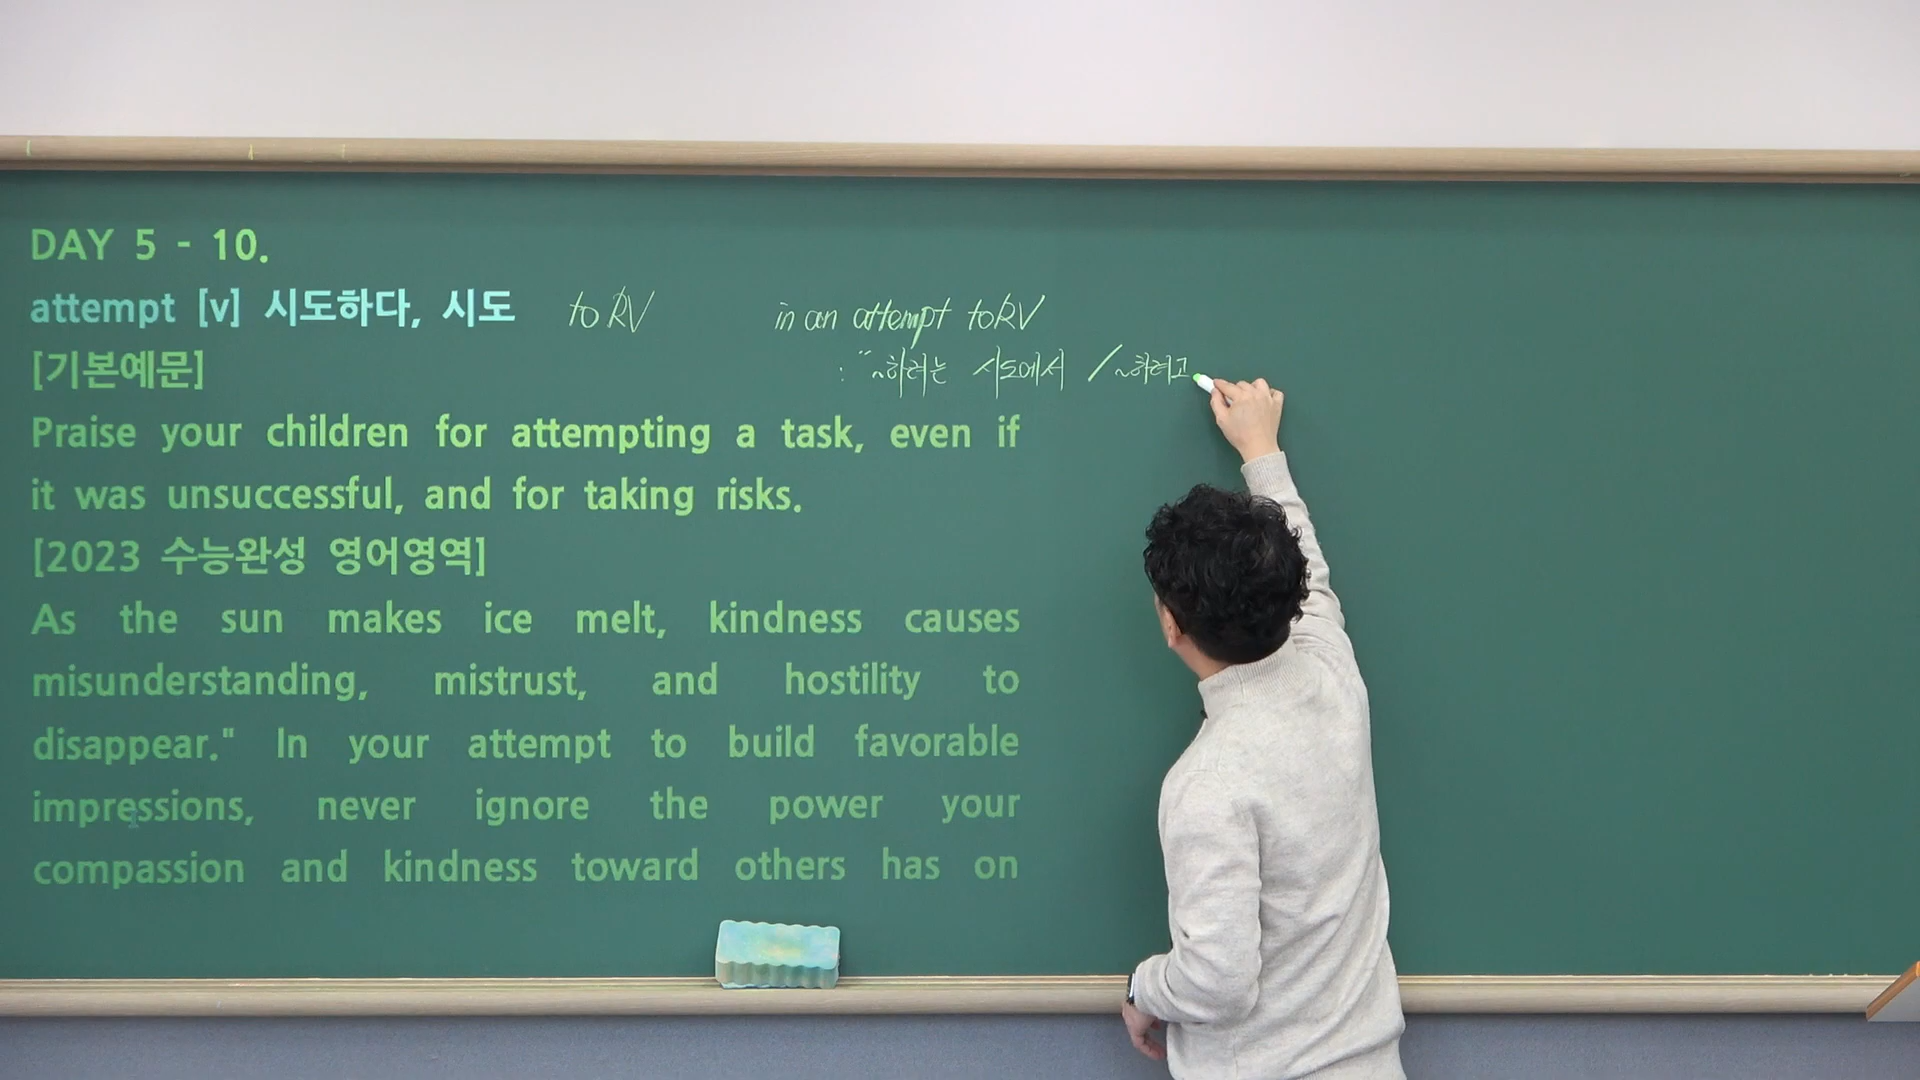 DAY 5 - 10.
attempt [v] 시도하다, 시도 to RV in an attempt to RV
: "~하려는 시도에서 / ~하려고
[기본예문]
Praise your children for attempting a task, even if
it was unsuccessful, and for taking risks.
[2023 수능완성 영어영역]
As the sun makes ice melt, kindness causes
misunderstanding, mistrust, and hostility to
disappear." In your attempt to build favorable
impressions, never ignore the power your
compassion and kindness toward others has on